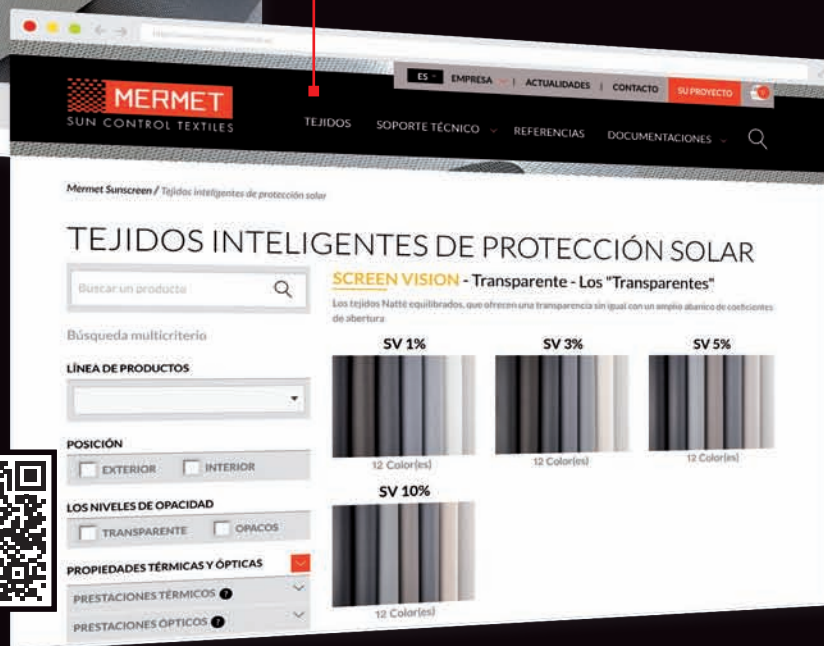 ES EMPRESA | ACTUALIDADES | CONTACTO SU PROYECTO 0
MERMET
SUN CONTROL TEXTILES
TEJIDOS SOPORTE TÉCNICO REFERENCIAS DOCUMENTACIONES
Mermet Sunscreen / Tejidos inteligentes de protección solar
TEJIDOS INTELIGENTES DE PROTECCIÓN SOLAR
Buscar un producto
SCREEN VISION - Transparente - Los "Transparentes"
Los tejidos Natté equilibrados, que ofrecen una transparencia sin igual con un amplio abanico de coeficientes
de abertura
Búsqueda multicriterio
SV 1% SV 3% SV 5%
LÍNEA DE PRODUCTOS
POSICIÓN
EXTERIOR INTERIOR
12 Color(es) 12 Color(es) 12 Color(es)
SV 10%
LOS NIVELES DE OPACIDAD
TRANSPARENTE OPACOS
PROPIEDADES TÉRMICAS Y ÓPTICAS
PRESTACIONES TÉRMICOS ?
PRESTACIONES ÓPTICOS ?
12 Color(es)